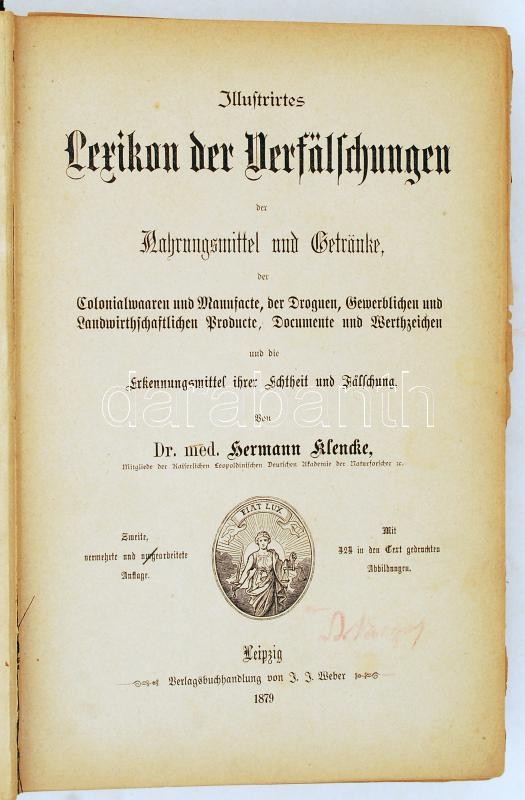 Illustrirtes
Lexikon der Verfälschungen
der
Nahrungsmittel und Getränke,
der
Colonialwaaren und Manufacte, der Droguen, Gewerblichen und
Landwirthschaftlichen Producte, Documente und Werthzeichen
und die
Erkennungsmittel ihrer Echtheit und Fälschung.
Von
Dr. med. Hermann Klencke,
Mitgliede der Kaiserlichen Leopoldinischen Deutschen Akademie der Naturforscher ꝛc.
Zweite,
vermehrte und umgearbeitete
Auflage.
FIAT LUX.
Mit
424 in den Text gedruckten
Abbildungen.
Leipzig
Verlagsbuchhandlung von J. J. Weber
1879
darabanth